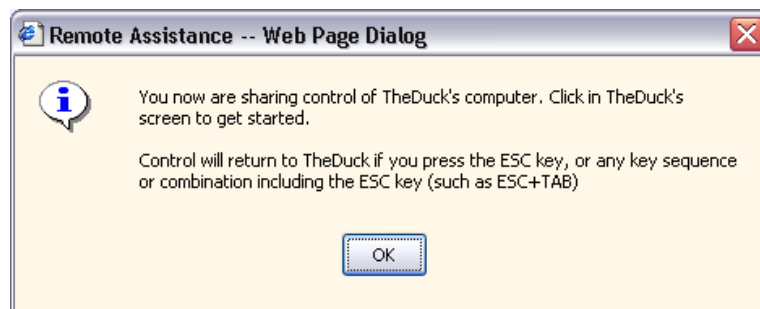 Remote Assistance -- Web Page Dialog
You now are sharing control of TheDuck's computer. Click in TheDuck's
screen to get started.
Control will return to TheDuck if you press the ESC key, or any key sequence
or combination including the ESC key (such as ESC+TAB)
OK